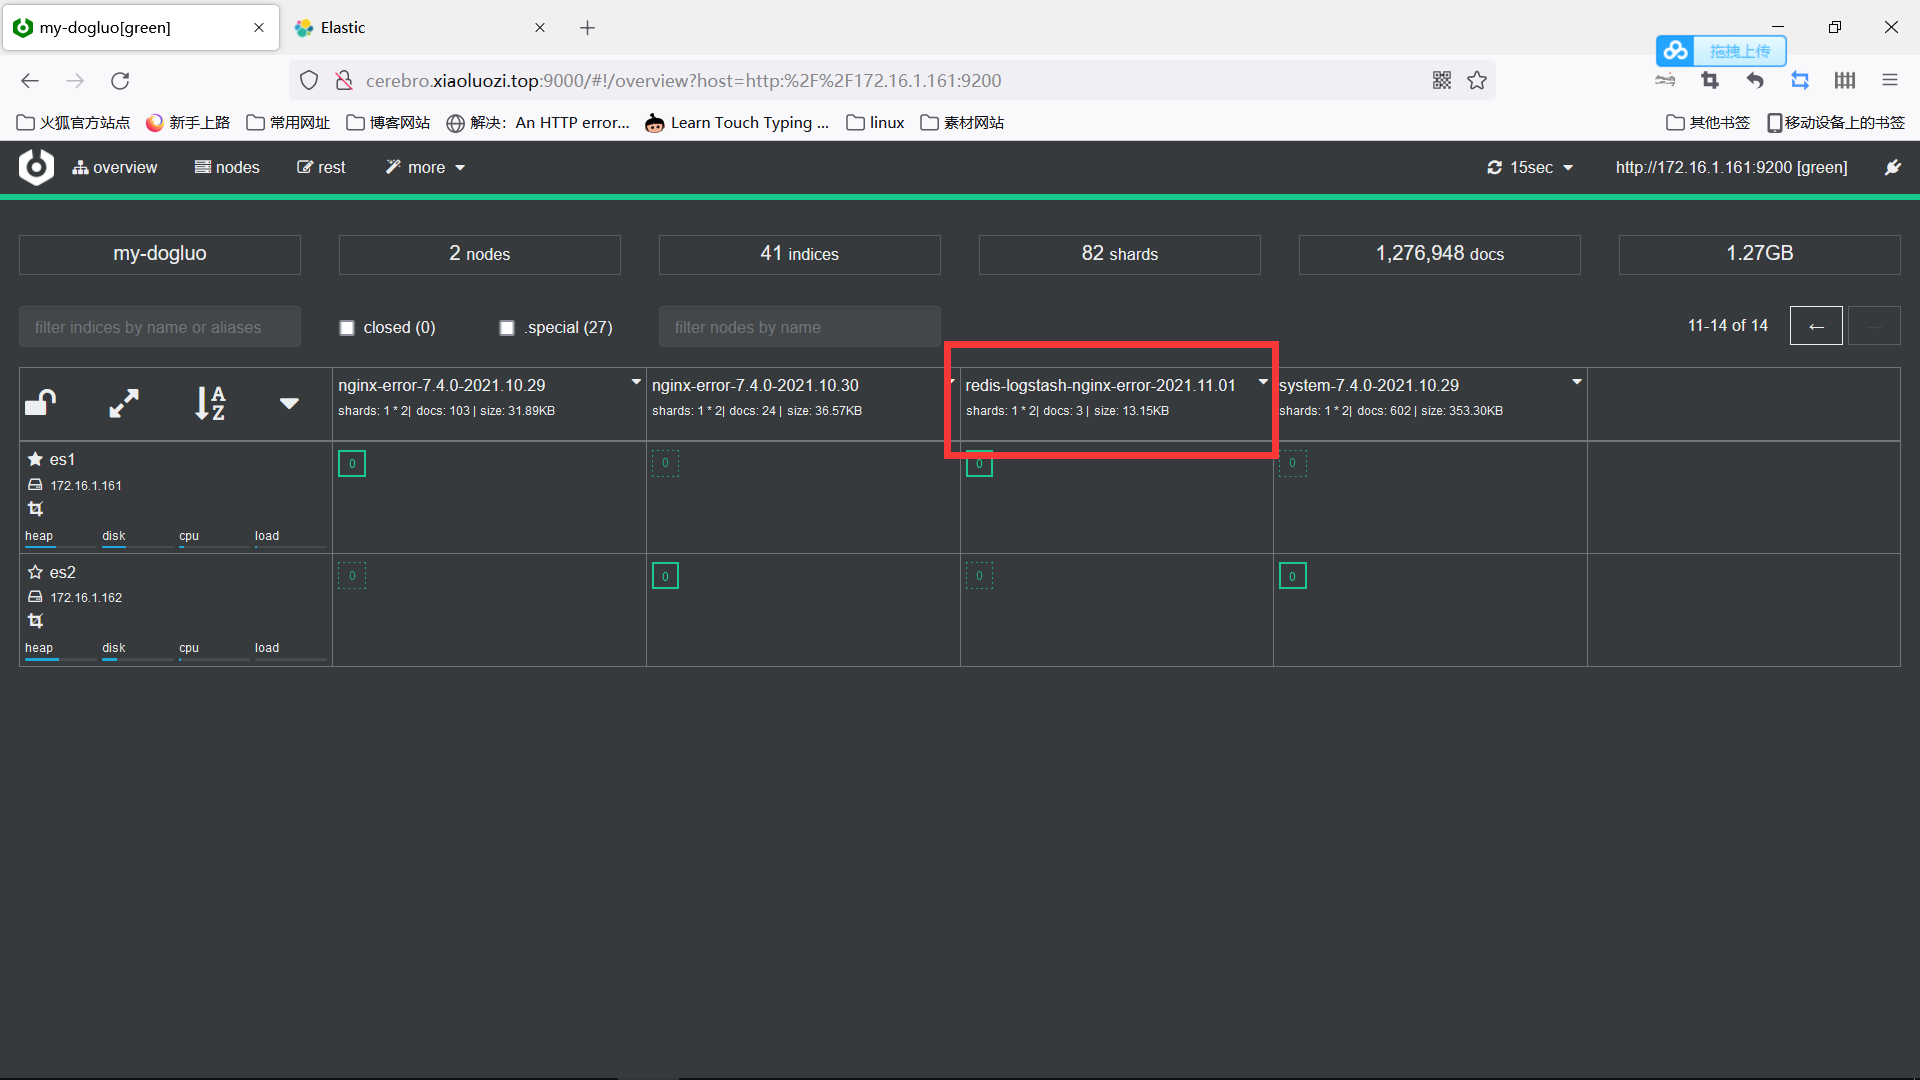 my-dogluo[green]
Elastic
拖拽上传
cerebro.xiaoluozi.top:9000/#!/overview?host=http:%2F%2F172.16.1.161:9200
火狐官方站点 新手上路 常用网址 博客网站 解决：An HTTP error... Learn Touch Typing ... linux 素材网站 其他书签 移动设备上的书签
overview nodes rest more 15sec http://172.16.1.161:9200 [green]
my-dogluo 2 nodes 41 indices 82 shards 1,276,948 docs 1.27GB
filter indices by name or aliases closed (0) .special (27) filter nodes by name 11-14 of 14 ← →
A
Z
nginx-error-7.4.0-2021.10.29
shards: 1 * 2| docs: 103 | size: 31.89KB
nginx-error-7.4.0-2021.10.30
shards: 1 * 2| docs: 24 | size: 36.57KB
redis-logstash-nginx-error-2021.11.01
shards: 1 * 2| docs: 3 | size: 13.15KB
system-7.4.0-2021.10.29
shards: 1 * 2| docs: 602 | size: 353.30KB
es1
172.16.1.161
heap disk cpu load
0 0 0 0
es2
172.16.1.162
heap disk cpu load
0 0 0 0